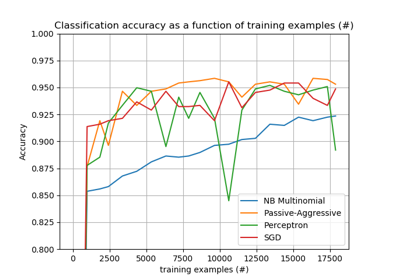 Classification accuracy as a function of training examples (#)
1.000
0.975
0.950
0.925
0.900
0.875
0.850
0.825
0.800
Accuracy
NB Multinomial
Passive-Aggressive
Perceptron
SGD
0 2500 5000 7500 10000 12500 15000 17500
training examples (#)